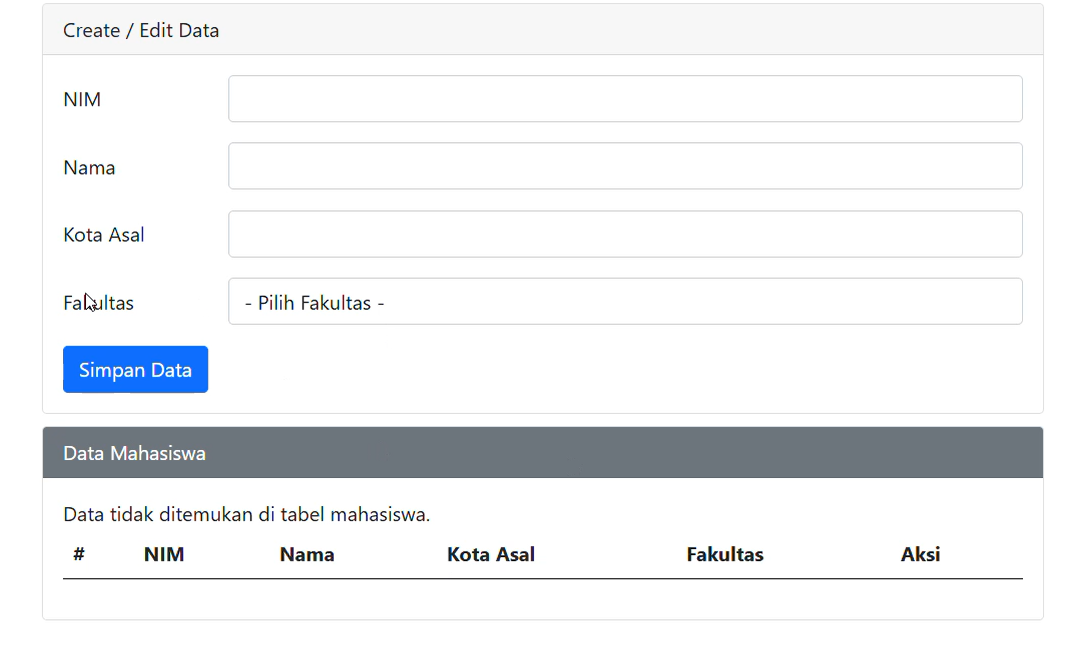 Create / Edit Data
NIM
Nama
Kota Asal
Fakultas
- Pilih Fakultas -
Simpan Data
Data Mahasiswa
Data tidak ditemukan di tabel mahasiswa.
# NIM Nama Kota Asal Fakultas Aksi